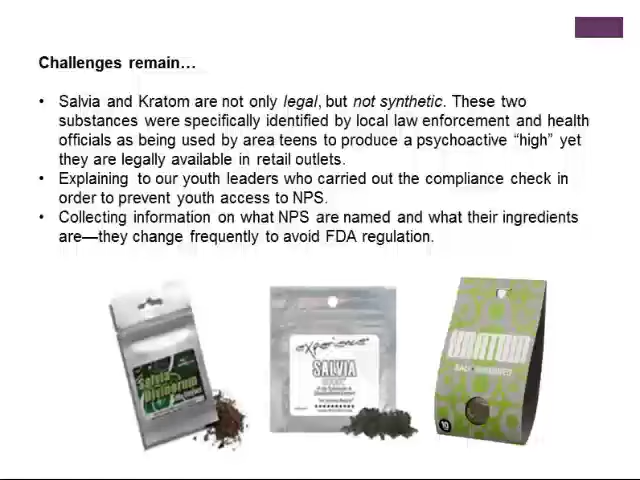 Challenges remain…
• Salvia and Kratom are not only legal, but not synthetic. These two
substances were specifically identified by local law enforcement and health
officials as being used by area teens to produce a psychoactive “high” yet
they are legally available in retail outlets.
• Explaining to our youth leaders who carried out the compliance check in
order to prevent youth access to NPS.
• Collecting information on what NPS are named and what their ingredients
are—they change frequently to avoid FDA regulation.
Salvia
Divinorum
experience
SALVIA
KRATOM
10